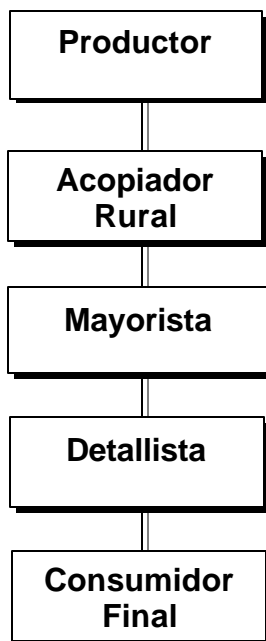 Productor
Acopiador
Rural
Mayorista
Detallista
Consumidor
Final